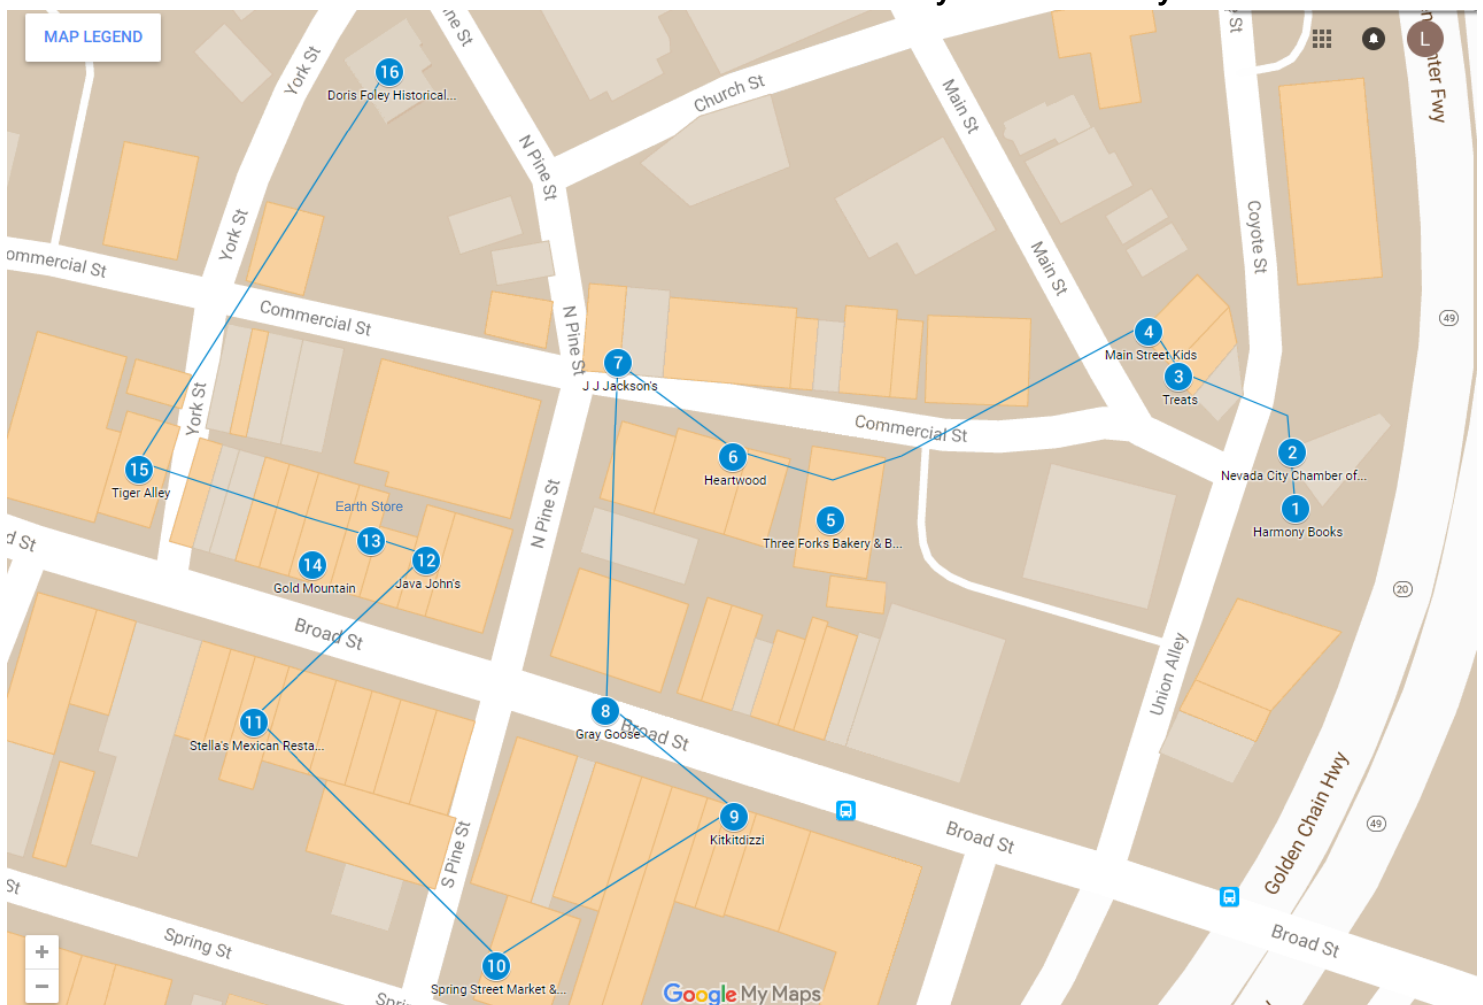 MAP LEGEND
L
York St
16
Doris Foley Historical...
Church St
Main St
N Pine St
York St
Coyote St
Main St
Commercial St
N Pine St
49
4
Main Street Kids
3
Treats
7
J J Jackson's
York St
Commercial St
6
Heartwood
2
Nevada City Chamber of...
15
Tiger Alley
1
Harmony Books
Earth Store
N Pine St
5
Three Forks Bakery & B...
13
12
Java John's
14
Gold Mountain
20
Broad St
Union Alley
11
Stella's Mexican Resta...
8
Gray Goose
Broad St
9
Kitkitdizzi
49
Golden Chain Hwy
Broad St
S Pine St
Spring St
Broad St
10
Spring Street Market &...
+
−
Google My Maps